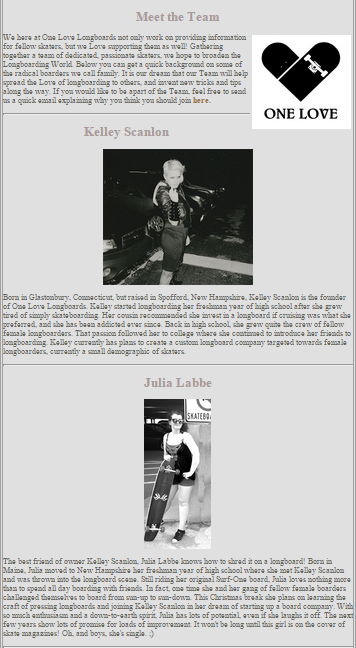 Meet the Team
We here at One Love Longboards not only work on providing information
for fellow skaters, but we Love supporting them as well! Gathering
together a team of dedicated, passionate skaters, we hope to broaden the
Longboarding World. Below you can get a quick background on some of
the radical boarders we call family. It is our dream that our Team will help
spread the Love of longboarding to others, and invent new tricks and tips
along the way. If you would like to be apart of the Team, feel free to send
us a quick email explaining why you think you should join here.
ONE LOVE
Kelley Scanlon
Born in Glastonbury, Connecticut, but raised in Spofford, New Hampshire, Kelley Scanlon is the founder
of One Love Longboards. Kelley started longboarding her freshman year of high school after she grew
tired of simply skateboarding. Her cousin recommended she invest in a longboard if cruising was what she
preferred, and she has been addicted ever since. Back in high school, she grew quite the crew of fellow
female longboarders. That passion followed her to college where she continued to introduce her friends to
longboarding. Kelley currently has plans to create a custom longboard company targeted towards female
longboarders, currently a small demographic of skaters.
Julia Labbe
SKATEBOA
The best friend of owner Kelley Scanlon, Julia Labbe knows how to shred it on a longboard! Born in
Maine, Julia moved to New Hampshire her freshman year of high school where she met Kelley Scanlon
and was thrown into the longboard scene. Still riding her original Surf-One board, Julia loves nothing more
than to spend all day boarding with friends. In fact, one time she and her gang of fellow female boarders
challenged themselves to board from sun-up to sun-down. This Christmas break she plans on learning the
craft of pressing longboards and joining Kelley Scanlon in her dream of starting up a board company. With
so much enthusiasm and a down-to-earth spirit, Julia has lots of potential, even if she laughs it off. The next
few years show lots of promise for loads of improvement. It won't be long until this girl is on the cover of
skate magazines! Oh, and boys, she's single. ;)